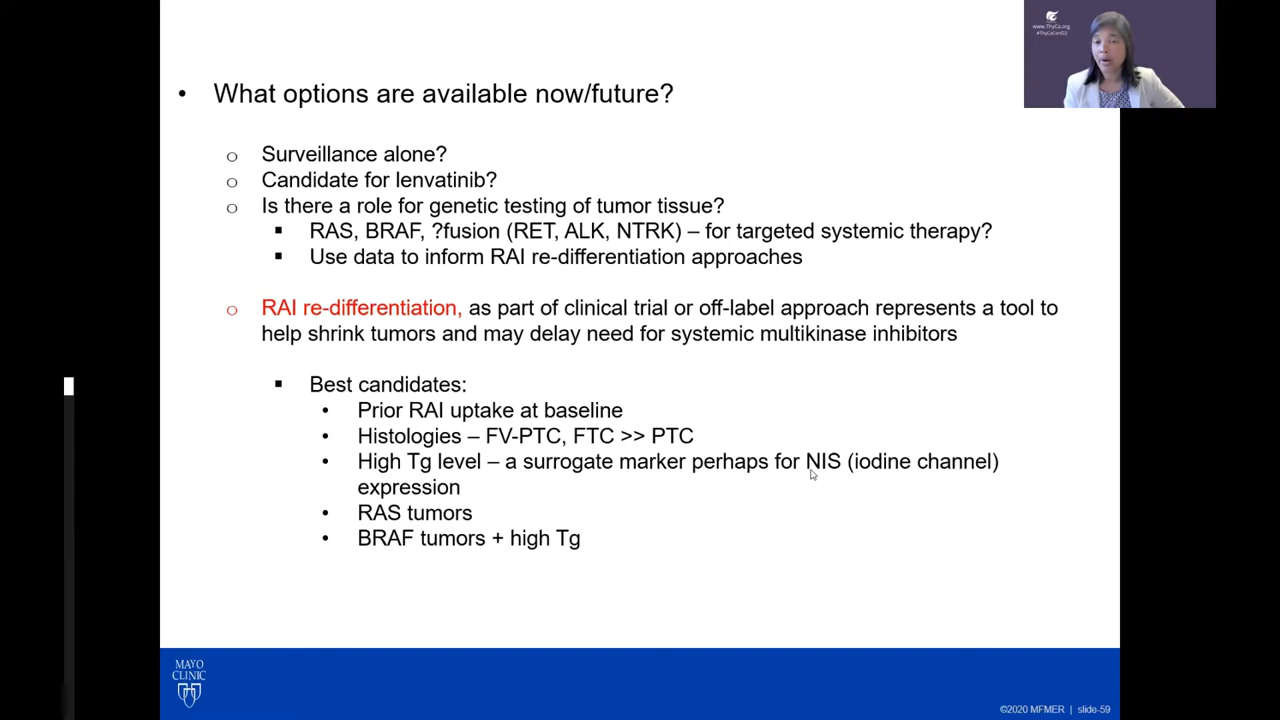 www.ThyCa.org
#ThyCaConf22
• What options are available now/future?
o Surveillance alone?
o Candidate for lenvatinib?
o Is there a role for genetic testing of tumor tissue?
▪ RAS, BRAF, ?fusion (RET, ALK, NTRK) – for targeted systemic therapy?
▪ Use data to inform RAI re-differentiation approaches
o RAI re-differentiation, as part of clinical trial or off-label approach represents a tool to
help shrink tumors and may delay need for systemic multikinase inhibitors
▪ Best candidates:
• Prior RAI uptake at baseline
• Histologies – FV-PTC, FTC >> PTC
• High Tg level – a surrogate marker perhaps for NIS (iodine channel)
expression
• RAS tumors
• BRAF tumors + high Tg
MAYO
CLINIC
©2020 MFMER | slide-59